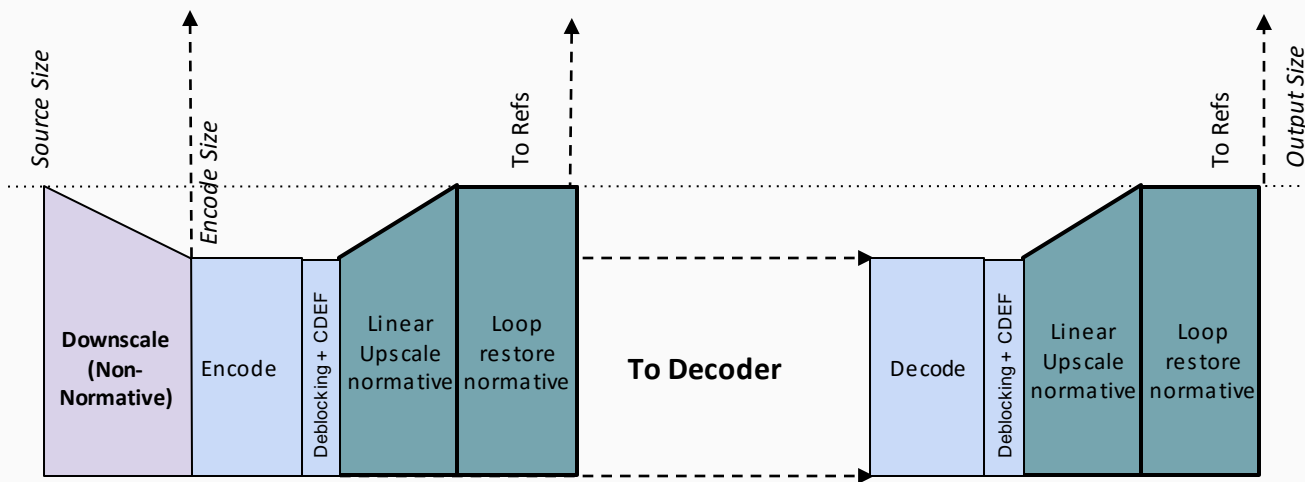 Source Size
Encode Size
To Refs
To Refs
Output Size
Downscale
(Non-
Normative)
Encode
Deblocking + CDEF
Linear
Upscale
normative
Loop
restore
normative
To Decoder
Decode
Deblocking + CDEF
Linear
Upscale
normative
Loop
restore
normative